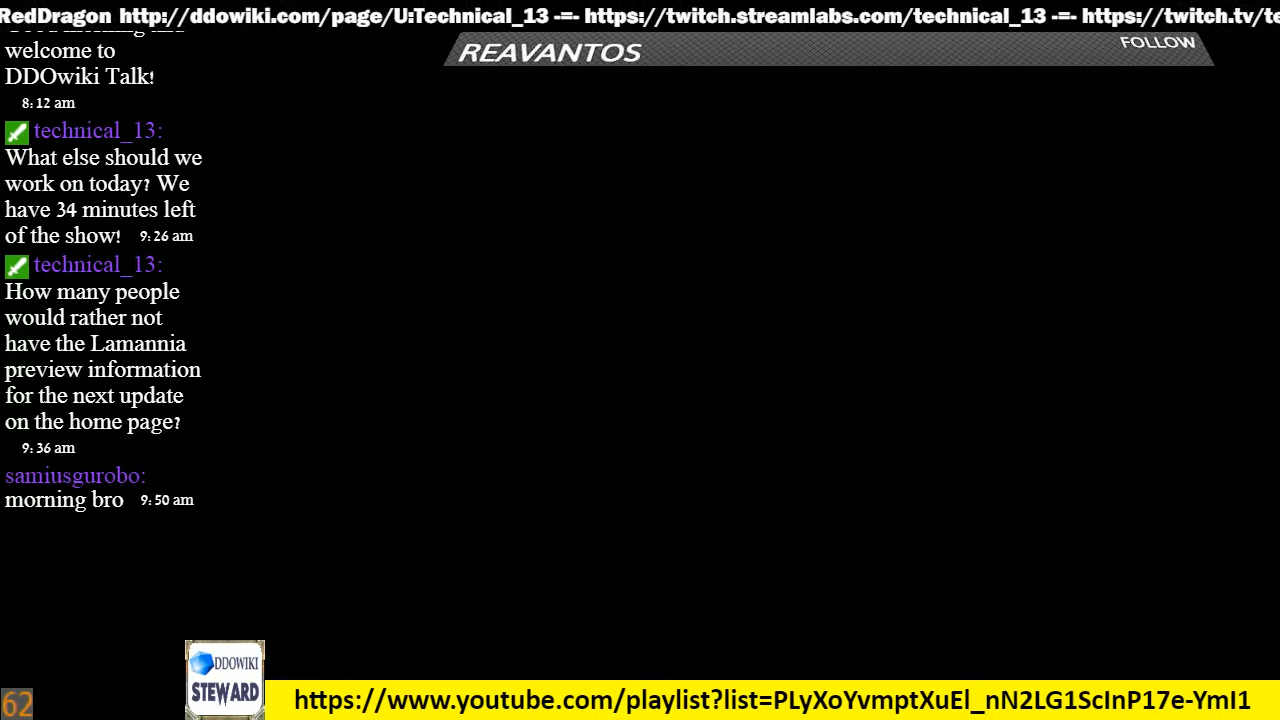 RedDragon http://ddowiki.com/page/U:Technical_13 -=- https://twitch.streamlabs.com/technical_13 -=- https://twitch.tv/te
REAVANTOS
FOLLOW
welcome to
DDOwiki Talk!
8:12 am
technical_13:
What else should we
work on today? We
have 34 minutes left
of the show! 9:26 am
technical_13:
How many people
would rather not
have the Lamannia
preview information
for the next update
on the home page?
9:36 am
samiusgurobo:
morning bro 9:50 am
DDOWIKI
STEWARD
62
https://www.youtube.com/playlist?list=PLyXoYvmptXuEl_nN2LG1ScInP17e-YmI1